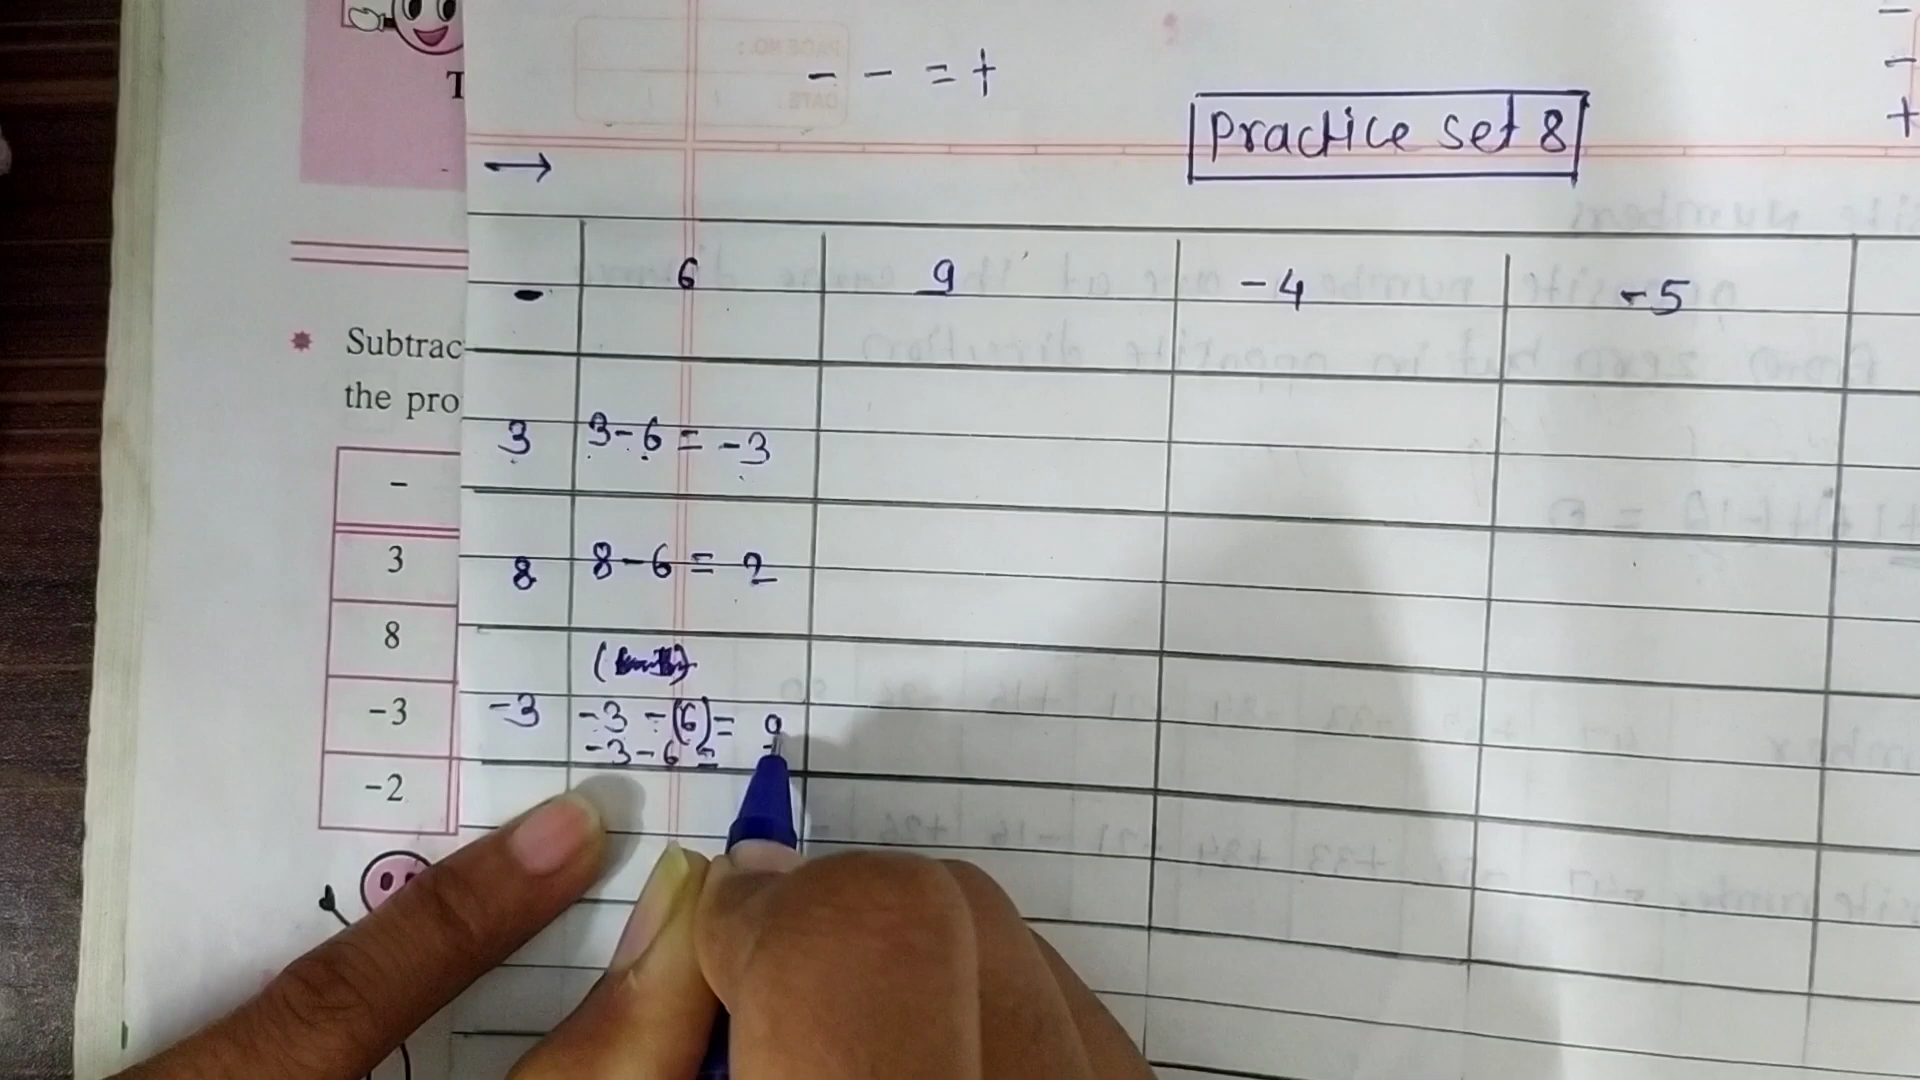 - - = +
Practice set 8
→
- 6 9 -4 -5
3 3-6 = -3
8 8-6 = 2
-3 -3 -(6) = 9
-3-6 =
T
Subtrac
the pro
-
3
8
-3
-2